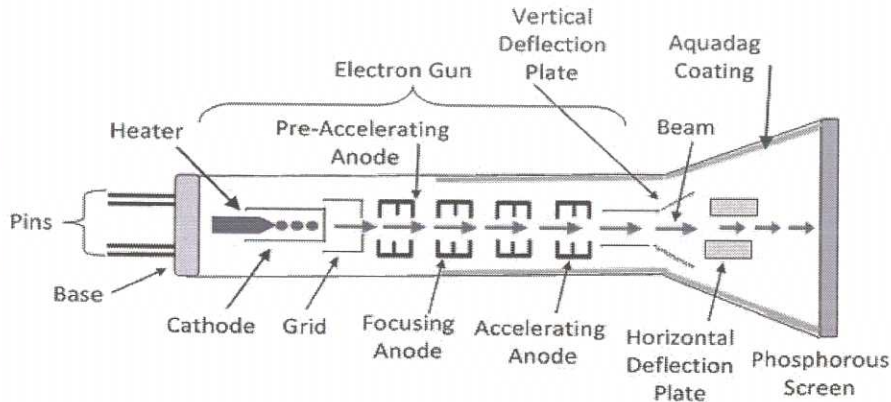 Vertical
Deflection
Plate
Aquadag
Coating
Electron Gun
Heater
Pre-Accelerating
Anode
Beam
Pins
Base
Cathode
Grid
Focusing
Anode
Accelerating
Anode
Horizontal
Deflection
Plate
Phosphorous
Screen